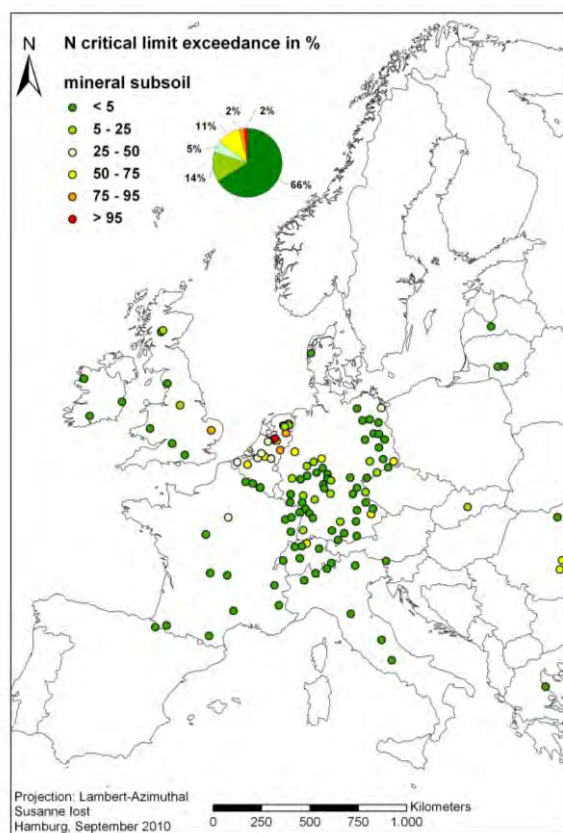 N
N critical limit exceedance in %
mineral subsoil
< 5
5 - 25
25 - 50
50 - 75
75 - 95
> 95
2%
2%
11%
5%
14%
66%
Projection: Lambert-Azimuthal
Susanne Iost
Hamburg, September 2010
Kilometers
0 250 500 750 1.000